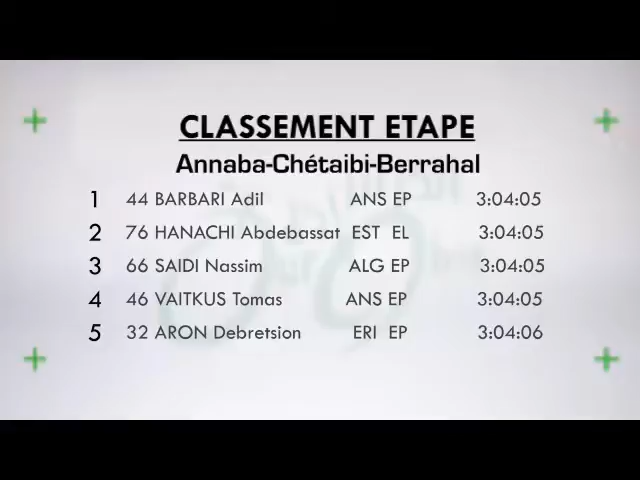 CLASSEMENT ETAPE
Annaba-Chétaibi-Berrahal
1 44 BARBARI Adil ANS EP 3:04:05
2 76 HANACHI Abdebassat EST EL 3:04:05
3 66 SAIDI Nassim ALG EP 3:04:05
4 46 VAITKUS Tomas ANS EP 3:04:05
5 32 ARON Debretsion ERI EP 3:04:06